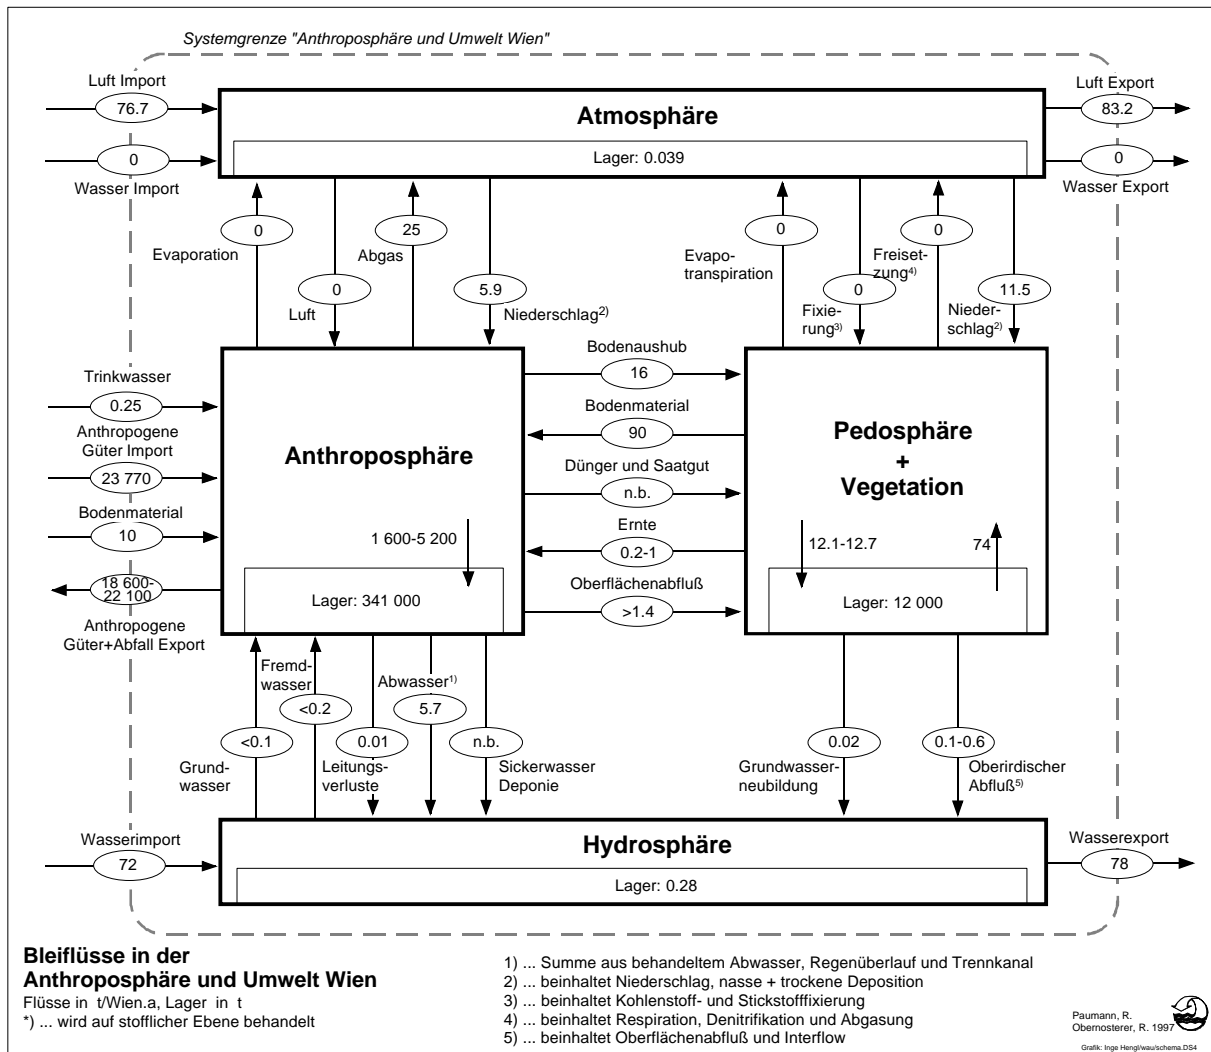 Systemgrenze "Anthroposphäre und Umwelt Wien"
Luft Import
76.7
0
Wasser Import
Atmosphäre
Lager: 0.039
Luft Export
83.2
0
Wasser Export
0
Evaporation
0
Luft
25
Abgas
5.9
Niederschlag2)
0
Evapo-
transpiration
0
Fixie-
rung3)
0
Freiset-
zung4)
11.5
Nieder-
schlag2)
Trinkwasser
0.25
Anthropogene
Güter Import
23 770
Bodenmaterial
10
18 600-
22 100
Anthropogene
Güter+Abfall Export
Anthroposphäre
1 600-5 200
Lager: 341 000
Bodenaushub
16
Bodenmaterial
90
Dünger und Saatgut
n.b.
Ernte
0.2-1
Oberflächenabfluß
>1.4
Pedosphäre
+
Vegetation
12.1-12.7
74
Lager: 12 000
<0.1
Grund-
wasser
Fremd-
wasser
<0.2
0.01
Leitungs-
verluste
Abwasser1)
5.7
n.b.
Sickerwasser
Deponie
0.02
Grundwasser-
neubildung
0.1-0.6
Oberirdischer
Abfluß5)
Wasserimport
72
Hydrosphäre
Lager: 0.28
Wasserexport
78
Bleiflüsse in der
Anthroposphäre und Umwelt Wien
Flüsse in t/Wien.a, Lager in t
*) ... wird auf stofflicher Ebene behandelt
1) ... Summe aus behandeltem Abwasser, Regenüberlauf und Trennkanal
2) ... beinhaltet Niederschlag, nasse + trockene Deposition
3) ... beinhaltet Kohlenstoff- und Stickstofffixierung
4) ... beinhaltet Respiration, Denitrifikation und Abgasung
5) ... beinhaltet Oberflächenabfluß und Interflow
Paumann, R.
Obernosterer, R. 1997
Grafik: Inge Hengl/wau/schema.DS4